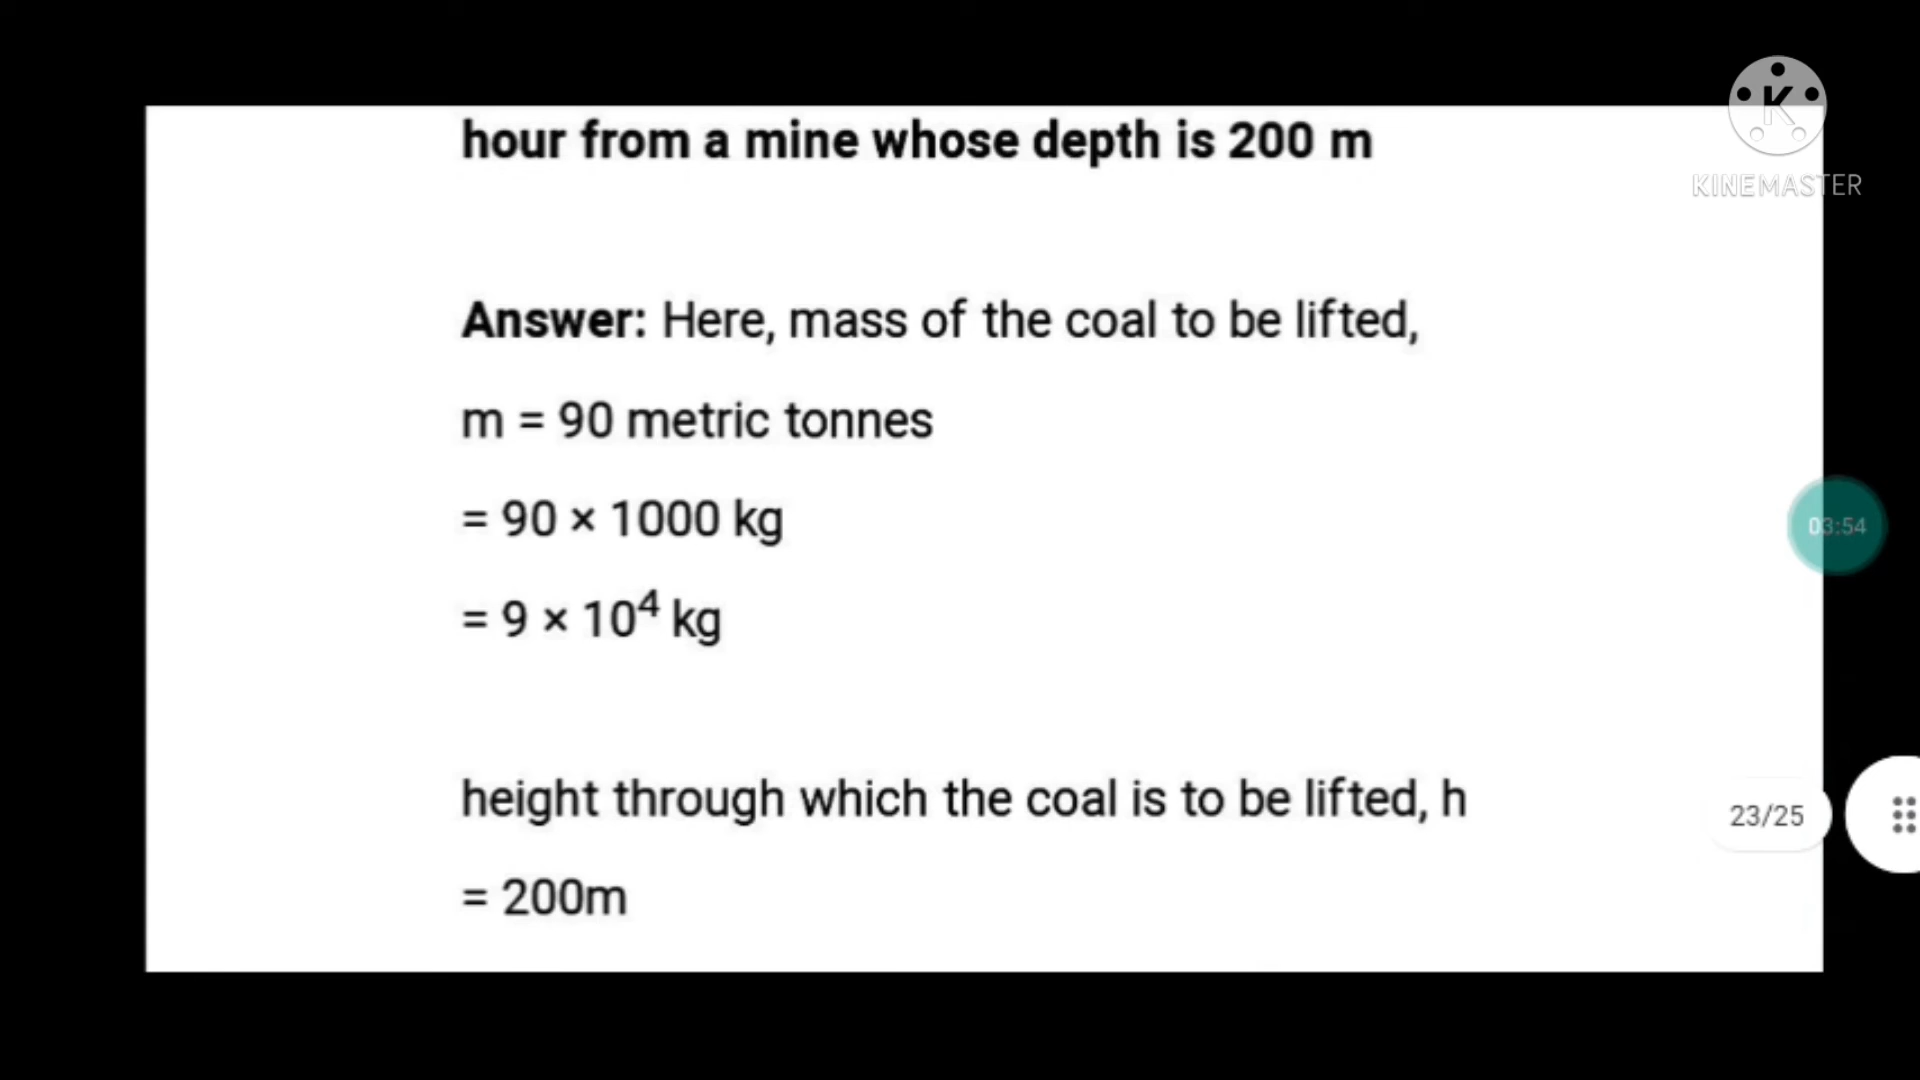 hour from a mine whose depth is 200 m
K
KINEMASTER
Answer: Here, mass of the coal to be lifted,
m = 90 metric tonnes
= 90 × 1000 kg
03:54
= 9 × 10⁴ kg
height through which the coal is to be lifted, h
23/25
= 200m